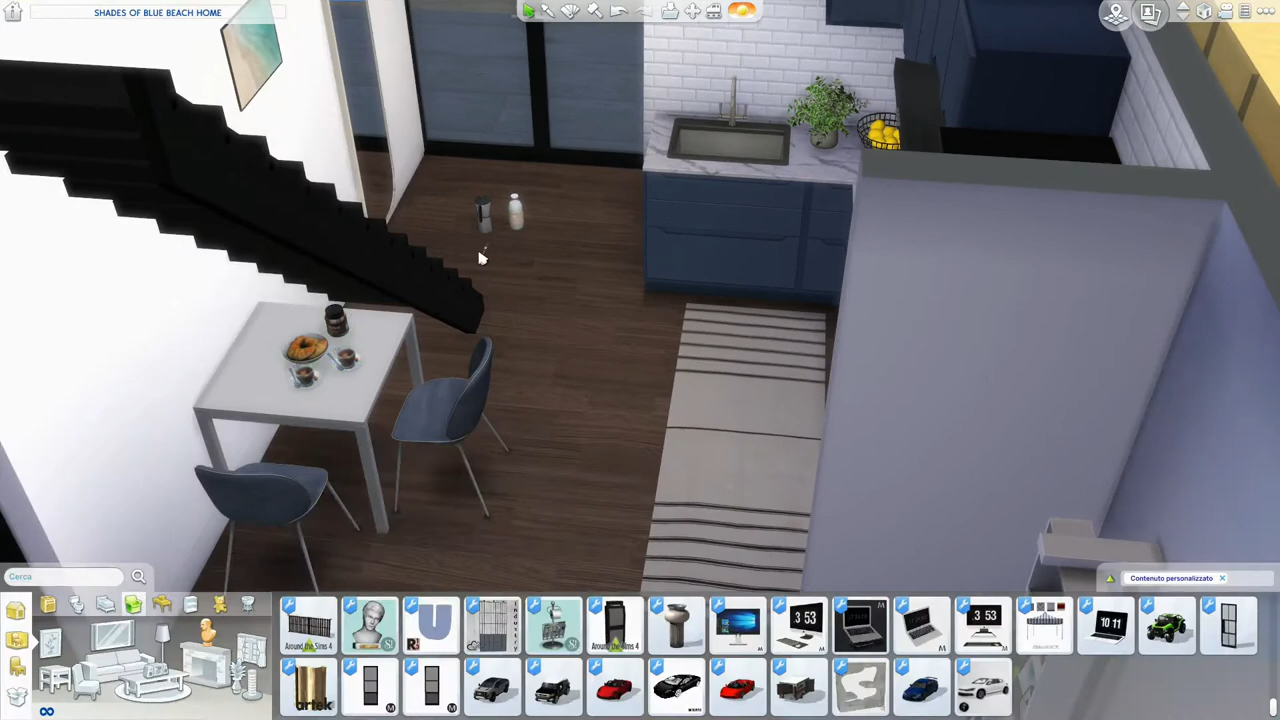 SHADES OF BLUE BEACH HOME
Contenuto personalizzato
Cerca
Around the Sims 4
Around the Sims 4
3 53
3 53
10 11
artek